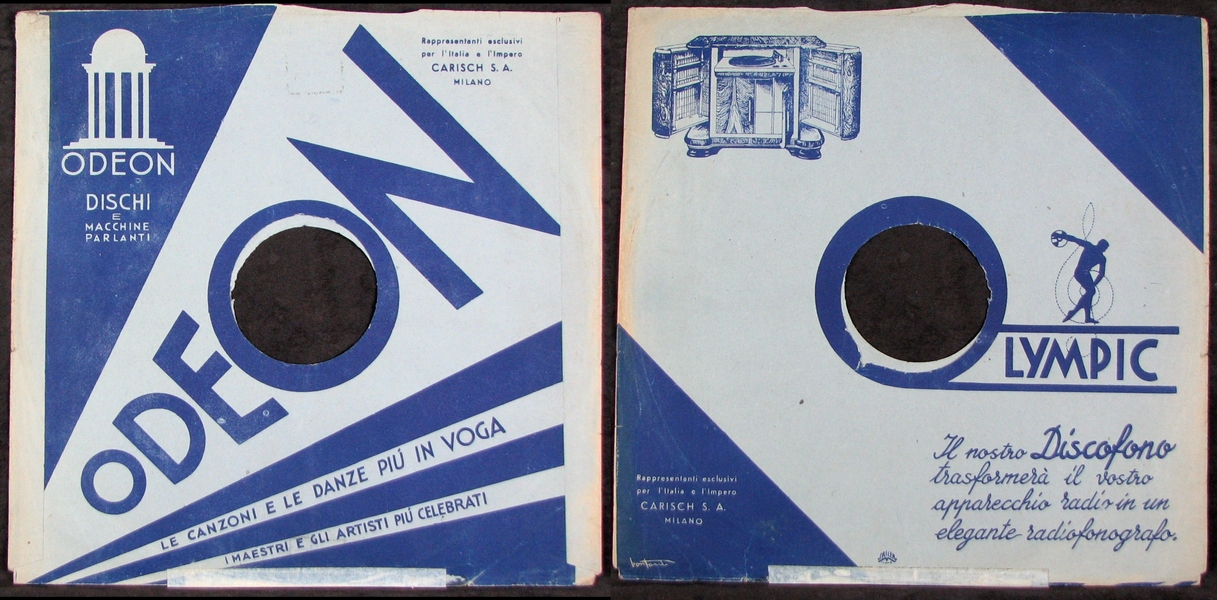 ODEON
DISCHI
E
MACCHINE
PARLANTI
Rappresentanti esclusivi
per l'Italia e l'Impero
CARISCH S. A.
MILANO
ODEON
LE CANZONI E LE DANZE PIÚ IN VOGA
I MAESTRI E GLI ARTISTI PIÚ CELEBRATI
OLYMPIC
Il nostro Discofono
trasformerà il vostro
apparecchio radio in un
elegante radiofonografo.
Rappresentanti esclusivi
per l'Italia e l'Impero
CARISCH S. A.
MILANO